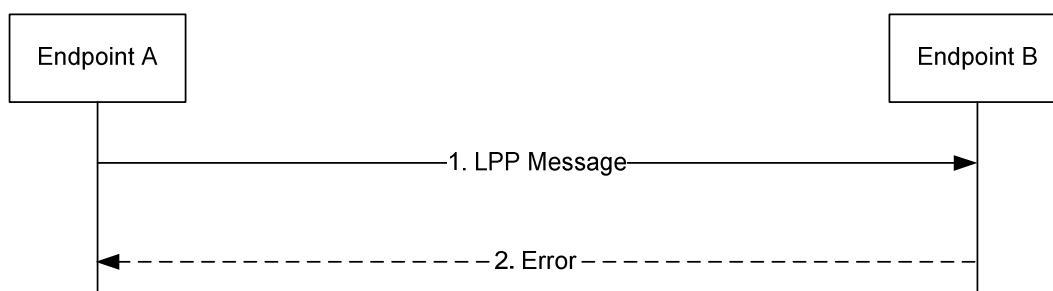 Endpoint A
Endpoint B
1. LPP Message
2. Error